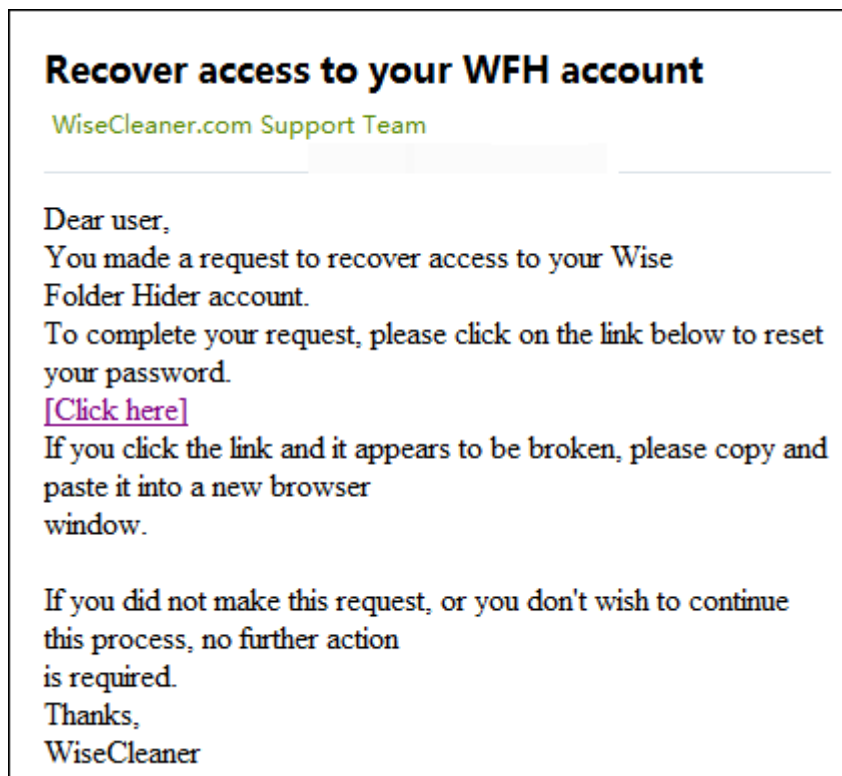 Recover access to your WFH account
WiseCleaner.com Support Team
Dear user,
You made a request to recover access to your Wise
Folder Hider account.
To complete your request, please click on the link below to reset
your password.
[Click here]
If you click the link and it appears to be broken, please copy and
paste it into a new browser
window.
If you did not make this request, or you don't wish to continue
this process, no further action
is required.
Thanks,
WiseCleaner